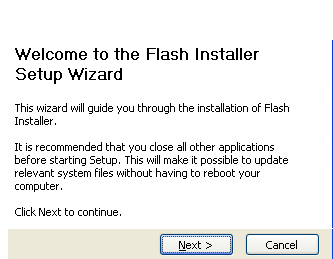 Welcome to the Flash Installer
Setup Wizard
This wizard will guide you through the installation of Flash
Installer.
It is recommended that you close all other applications
before starting Setup. This will make it possible to update
relevant system files without having to reboot your
computer.
Click Next to continue.
Next > Cancel